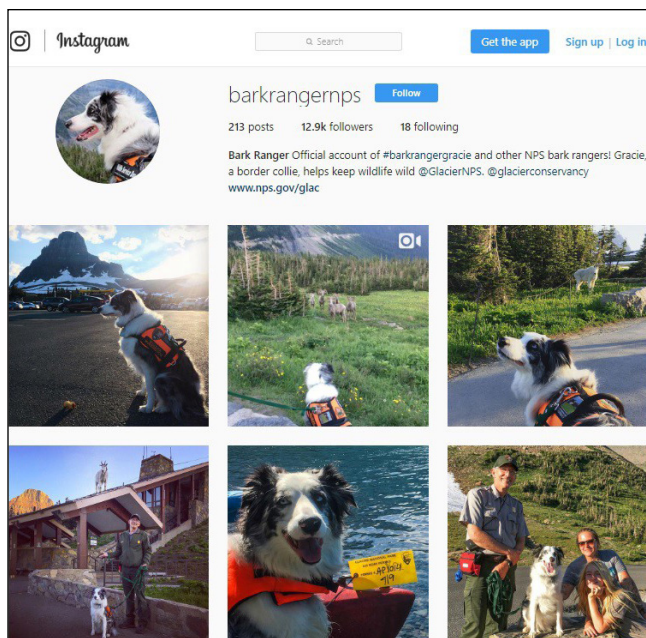 Instagram
Search
Get the app
Sign up | Log in
barkrangernps
Follow
213 posts 12.9k followers 18 following
Bark Ranger Official account of #barkrangergracie and other NPS bark rangers! Gracie,
a border collie, helps keep wildlife wild @GlacierNPS. @glacierconservancy
www.nps.gov/glac